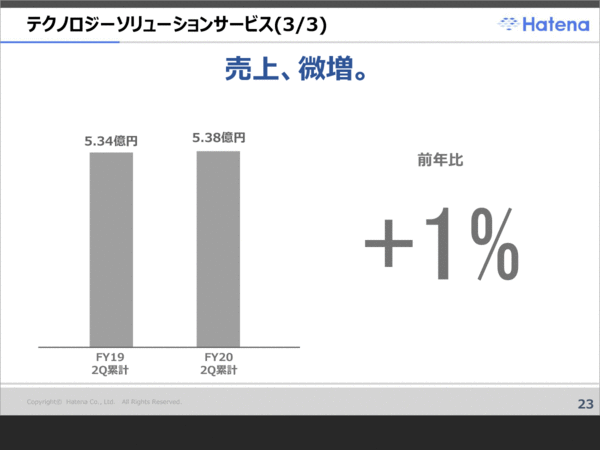 テクノロジーソリューションサービス(3/3)
Hatena
売上、微増。
5.34億円
5.38億円
前年比
+1%
FY19
2Q累計
FY20
2Q累計
Copyright© Hatena Co., Ltd. All Rights Reserved.
23